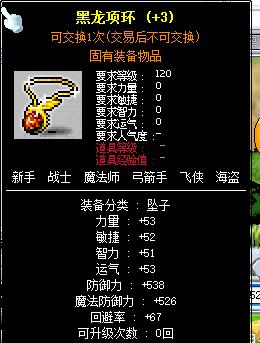 黑龙项环 (+3)
可交换1次(交易后不可交换)
固有装备物品
要求等级： 120
要求力量： 0
要求敏捷： 0
要求智力： 0
要求运气： 0
要求人气度： -
道具等级： -
道具经验值： -
新手 战士 魔法师 弓箭手 飞侠 海盗
装备分类 : 坠子
力量 : +53
敏捷 : +52
智力 : +51
运气 : +53
防御力 : +538
魔法防御力 : +526
回避率 : +67
可升级次数 : 0回